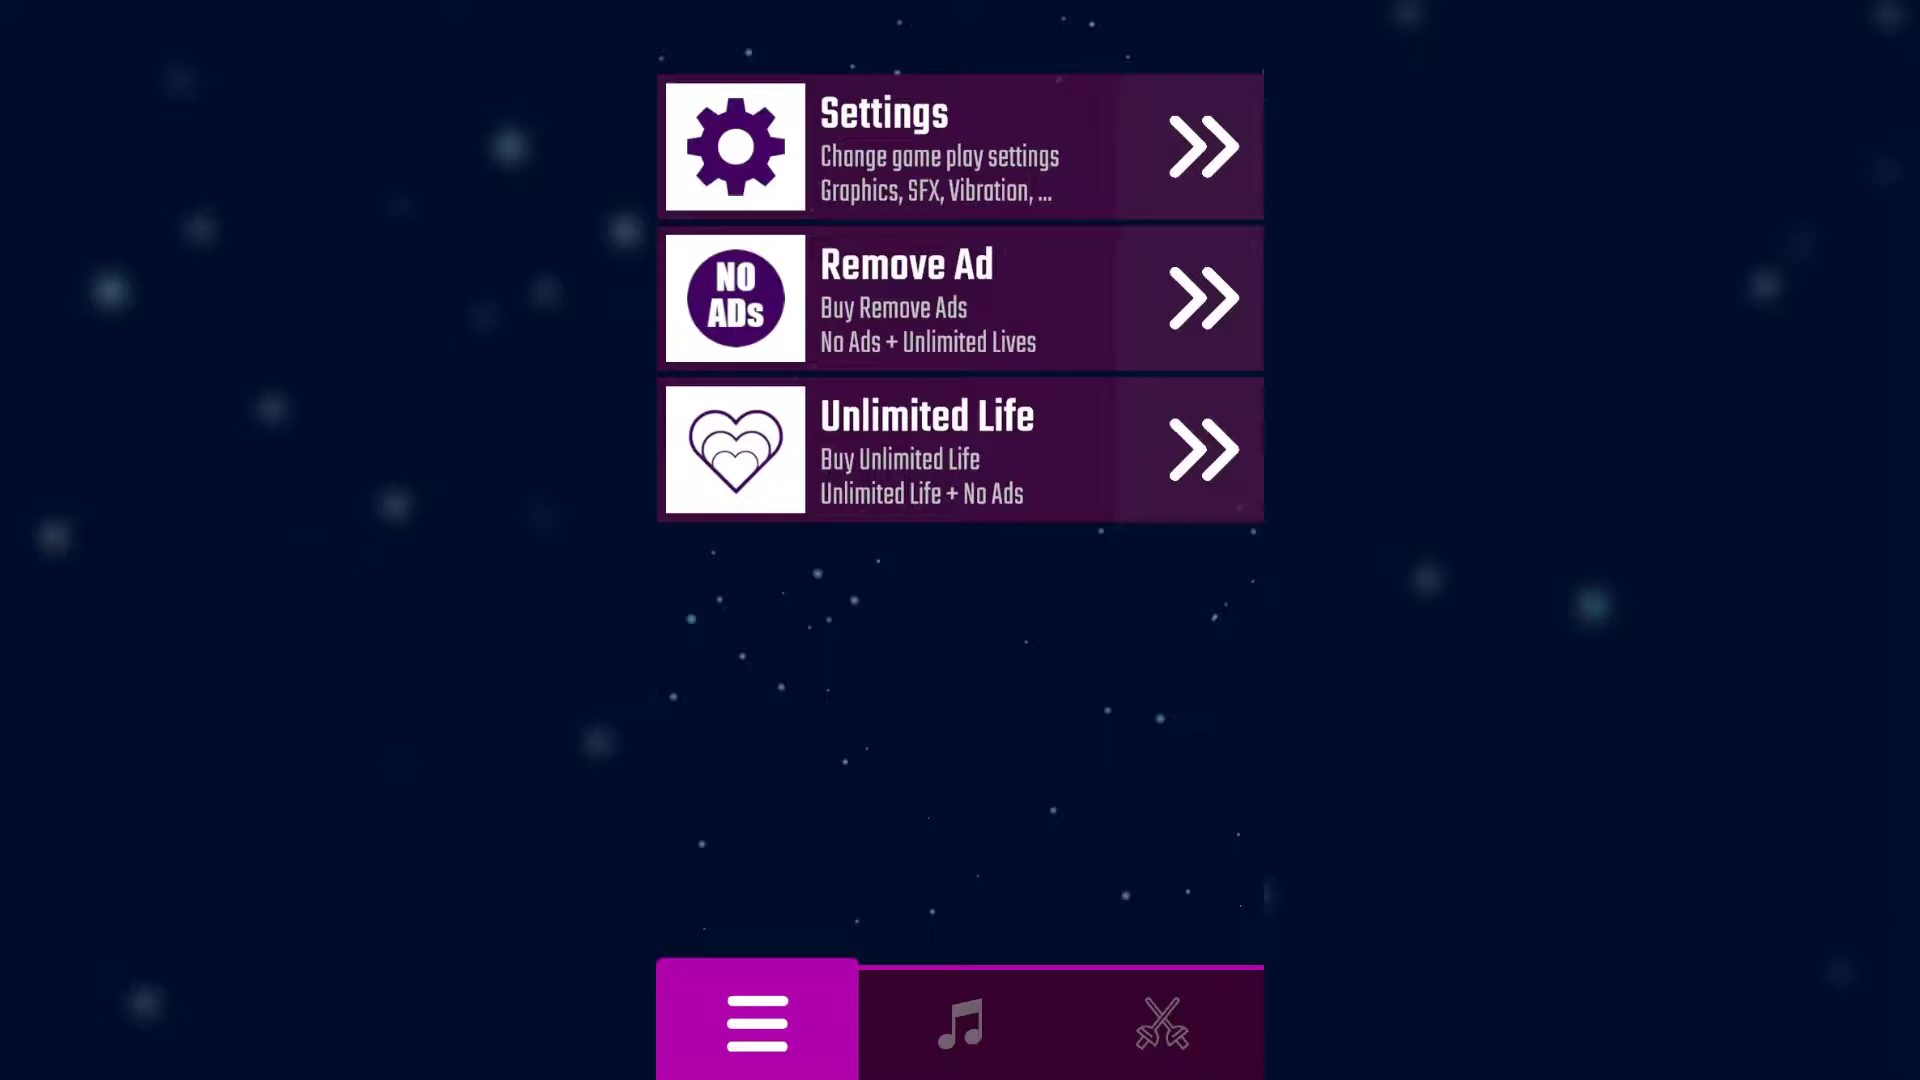 Settings
Change game play settings
Graphics, SFX, Vibration, ...
NO
ADs
Remove Ad
Buy Remove Ads
No Ads + Unlimited Lives
Unlimited Life
Buy Unlimited Life
Unlimited Life + No Ads